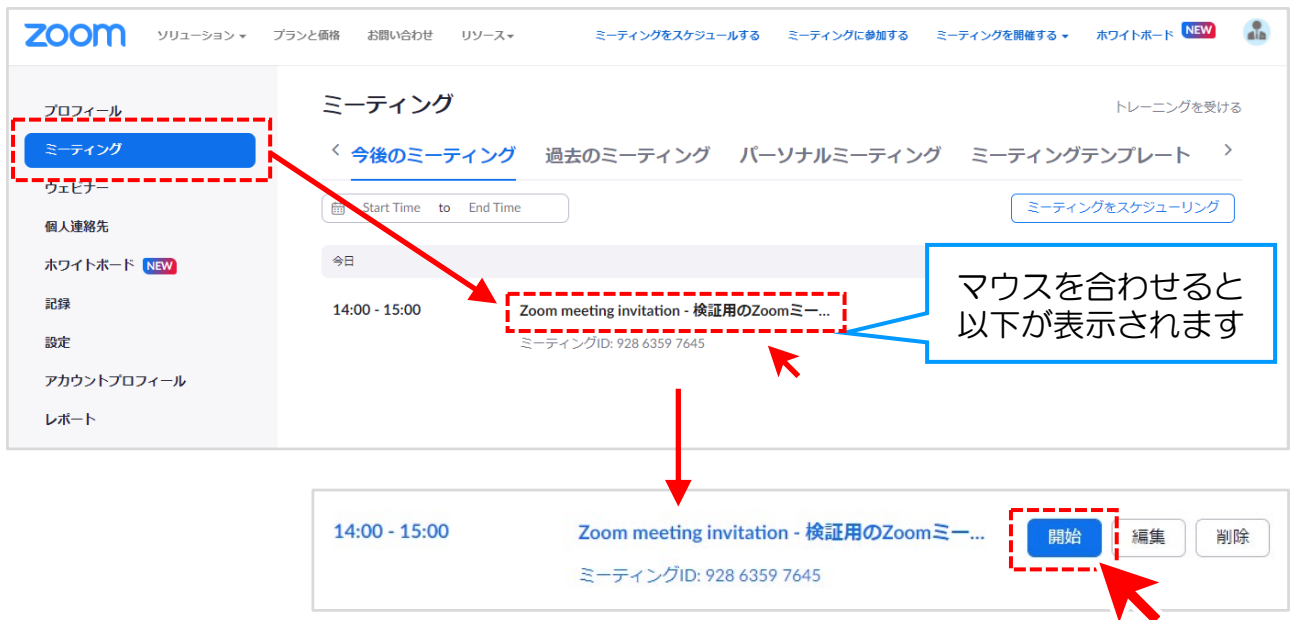 zoom ソリューション プランと価格 お問い合わせ リソース ミーティングをスケジュールする ミーティングに参加する ミーティングを開催する ホワイトボード NEW
プロフィール
ミーティング
ウェビナー
個人連絡先
ホワイトボード NEW
記録
設定
アカウントプロフィール
レポート
ミーティング
トレーニングを受ける
今後のミーティング 過去のミーティング パーソナルミーティング ミーティングテンプレート
Start Time to End Time
ミーティングをスケジューリング
今日
14:00 - 15:00
Zoom meeting invitation - 検証用のZoomミー...
ミーティングID: 928 6359 7645
マウスを合わせると
以下が表示されます
14:00 - 15:00
Zoom meeting invitation - 検証用のZoomミー...
ミーティングID: 928 6359 7645
開始 編集 削除